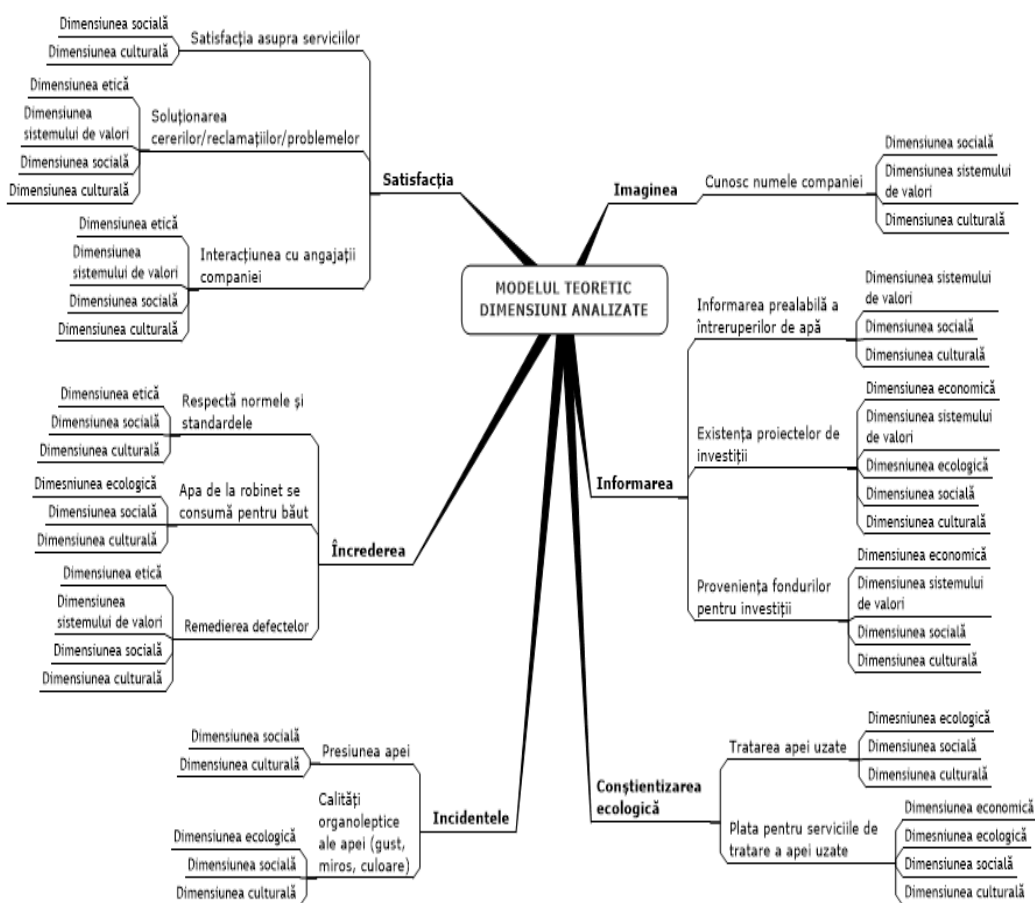 Dimensiunea socială
Dimensiunea culturală
Satisfacția asupra serviciilor
Dimensiunea etică
Dimensiunea
sistemului de valori
Dimensiunea socială
Dimensiunea culturală
Soluționarea
cererilor/reclamațiilor/problemelor
Dimensiunea etică
Dimensiunea
sistemului de valori
Dimensiunea socială
Dimensiunea culturală
Interacțiunea cu angajații
companiei
Satisfacția
Imaginea
Cunosc numele companiei
Dimensiunea socială
Dimensiunea sistemului
de valori
Dimensiunea culturală
MODELUL TEORETIC
DIMENSIUNI ANALIZATE
Informarea
Informarea prealabilă a
întreruperilor de apă
Dimensiunea sistemului
de valori
Dimensiunea socială
Dimensiunea culturală
Existența proiectelor de
investiții
Dimensiunea economică
Dimensiunea sistemului
de valori
Dimesniunea ecologică
Dimensiunea socială
Dimensiunea culturală
Proveniența fondurilor
pentru investiții
Dimensiunea economică
Dimensiunea sistemului
de valori
Dimensiunea socială
Dimensiunea culturală
Dimensiunea etică
Dimensiunea socială
Dimensiunea culturală
Respectă normele și
standardele
Dimesniunea ecologică
Dimensiunea socială
Dimensiunea culturală
Apa de la robinet se
consumă pentru băut
Dimensiunea etică
Dimensiunea
sistemului de valori
Dimensiunea socială
Dimensiunea culturală
Remedierea defectelor
Încrederea
Dimensiunea socială
Dimensiunea culturală
Presiunea apei
Dimensiunea ecologică
Dimensiunea socială
Dimensiunea culturală
Calități
organoleptice
ale apei (gust,
miros, culoare)
Incidentele
Conștientizarea
ecologică
Tratarea apei uzate
Dimesniunea ecologică
Dimensiunea socială
Dimensiunea culturală
Plata pentru serviciile de
tratare a apei uzate
Dimensiunea economică
Dimesniunea ecologică
Dimensiunea socială
Dimensiunea culturală